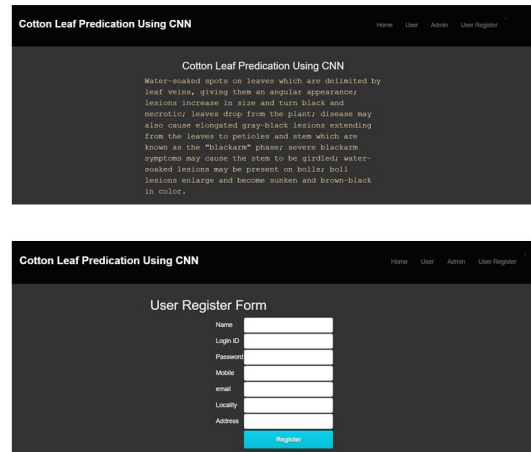 Cotton Leaf Predication Using CNN
Home User Admin User Register
Cotton Leaf Predication Using CNN
Water-soaked spots on leaves which are delimited by
leaf veins, giving them an angular appearance;
lesions increase in size and turn black and
necrotic; leaves drop from the plant; disease may
also cause elongated gray-black lesions extending
from the leaves to petioles and stem which are
known as the "blackarm" phase; severe blackarm
symptoms may cause the stem to be girdled; water-
soaked lesions may be present on bolls; boll
lesions enlarge and become sunken and brown-black
in color.
Cotton Leaf Predication Using CNN
Home User Admin User Register
User Register Form
Name
Login ID
Password
Mobile
email
Locality
Address
Register